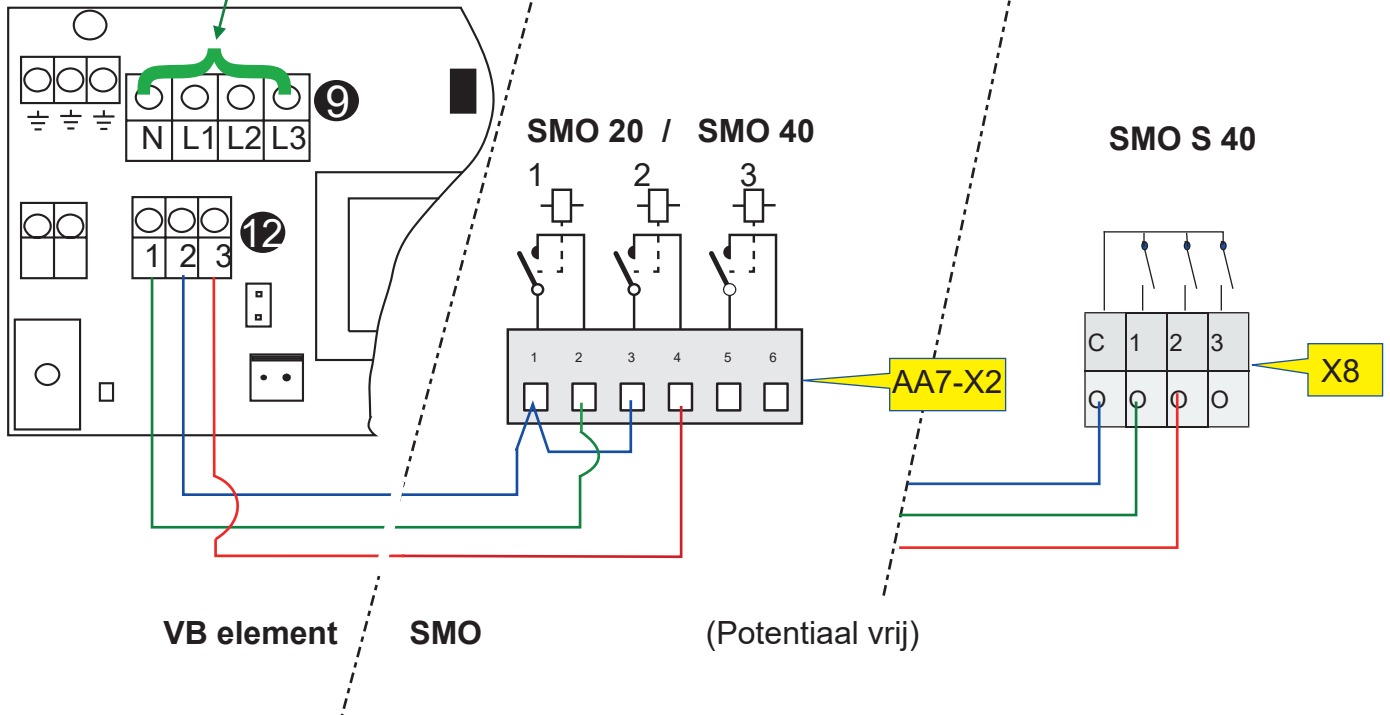 9
N L1 L2 L3
12
1 2 3
SMO 20 / SMO 40
1 2 3
1 2 3 4 5 6
AA7-X2
SMO S 40
C 1 2 3
O O O O
X8
VB element
SMO
(Potentiaal vrij)